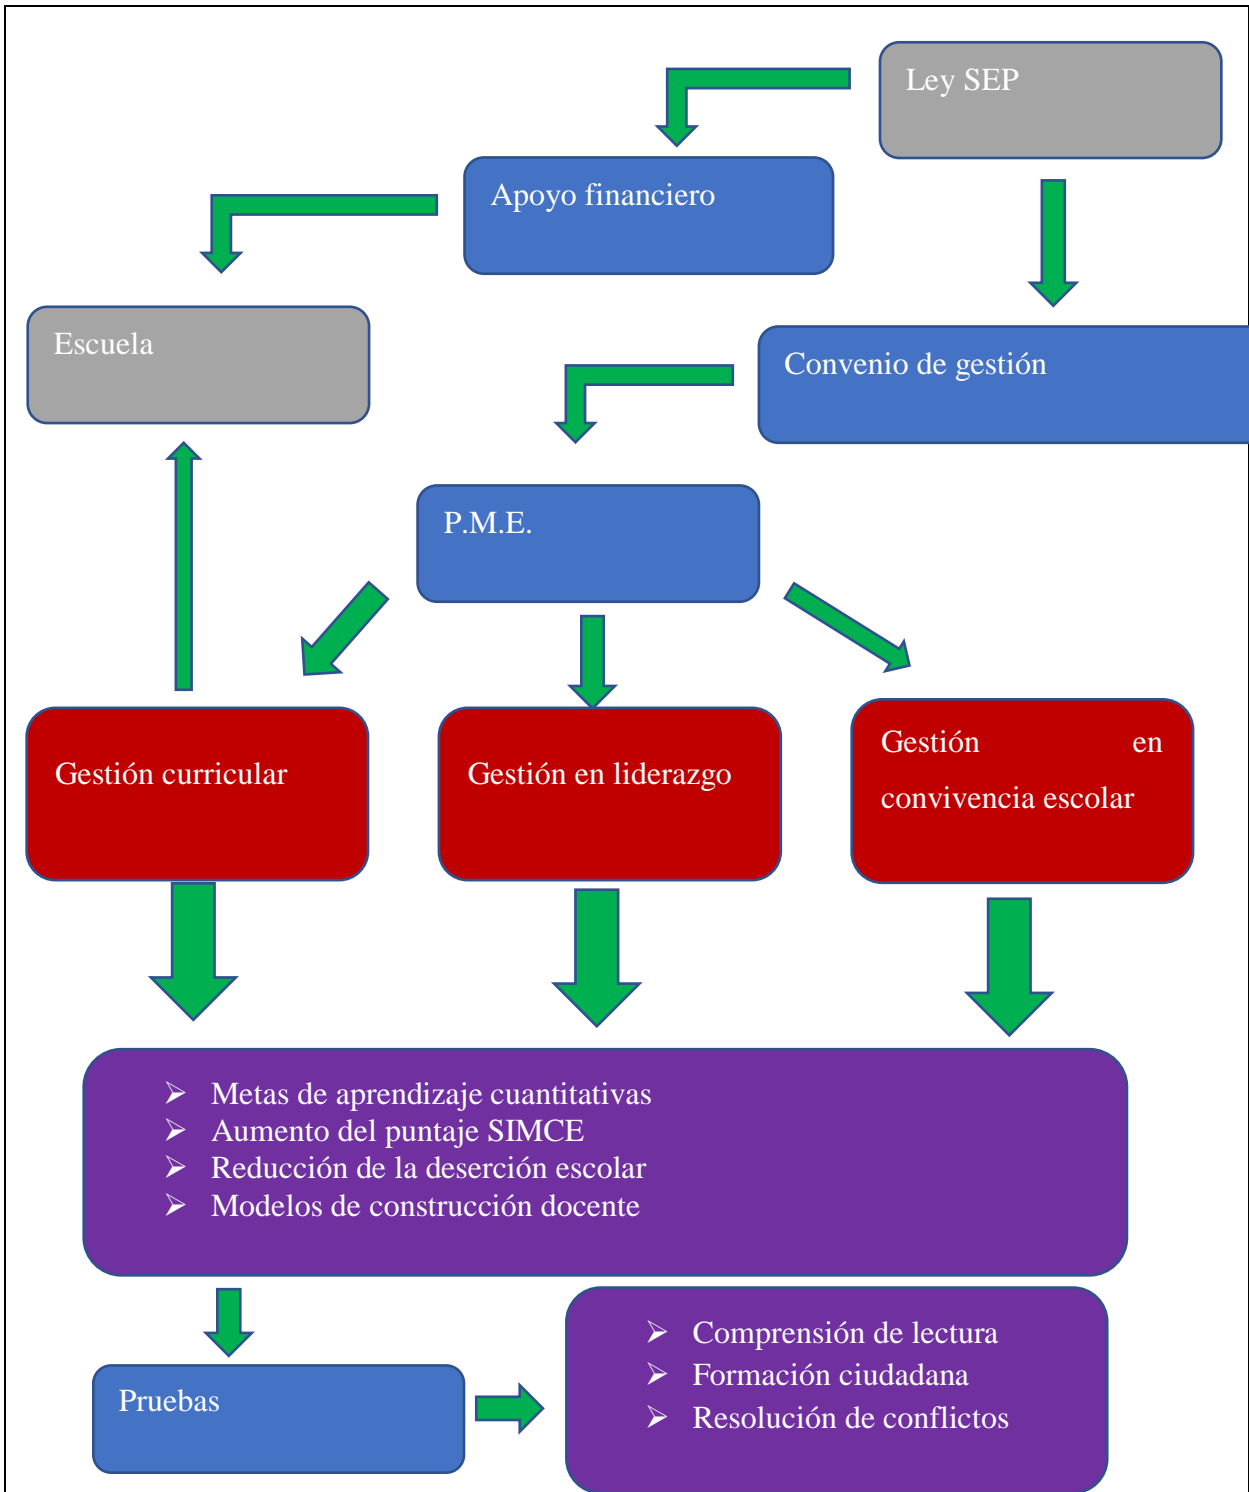 Ley SEP
Apoyo financiero
Escuela
Convenio de gestión
P.M.E.
Gestión curricular
Gestión en liderazgo
Gestión en
convivencia escolar
Metas de aprendizaje cuantitativas
Aumento del puntaje SIMCE
Reducción de la deserción escolar
Modelos de construcción docente
Pruebas
Comprensión de lectura
Formación ciudadana
Resolución de conflictos